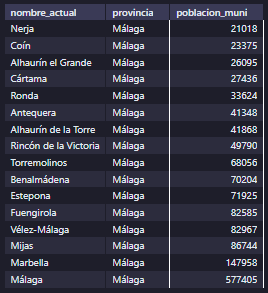 nombre_actual provincia poblacion_muni
Nerja Málaga 21018
Coín Málaga 23375
Alhaurín el Grande Málaga 26095
Cártama Málaga 27436
Ronda Málaga 33624
Antequera Málaga 41348
Alhaurín de la Torre Málaga 41868
Rincón de la Victoria Málaga 49790
Torremolinos Málaga 68056
Benalmádena Málaga 70204
Estepona Málaga 71925
Fuengirola Málaga 82585
Vélez-Málaga Málaga 82967
Mijas Málaga 86744
Marbella Málaga 147958
Málaga Málaga 577405